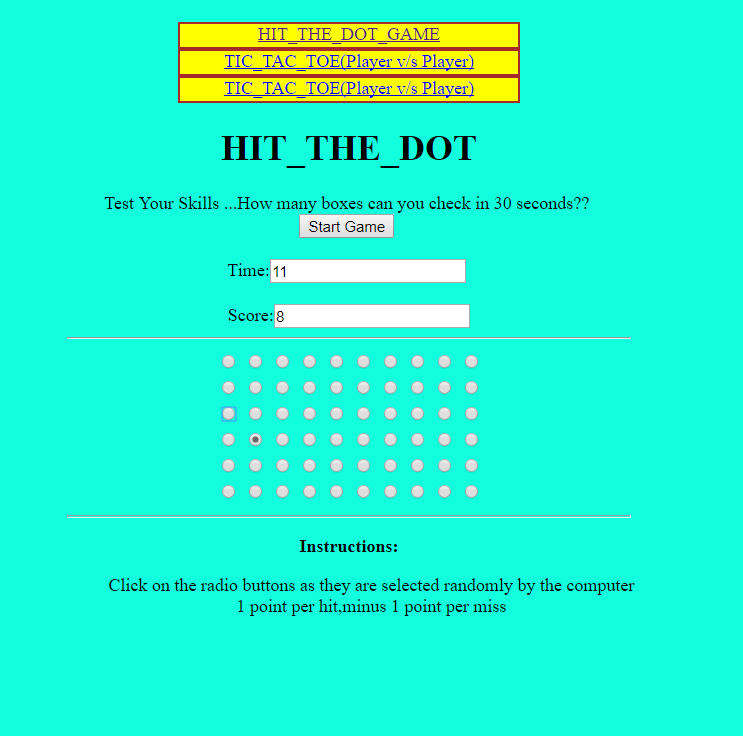 HIT_THE_DOT_GAME
TIC_TAC_TOE(Player v/s Player)
TIC_TAC_TOE(Player v/s Player)
HIT_THE_DOT
Test Your Skills ...How many boxes can you check in 30 seconds??
Start Game
Time:11
Score:8
Instructions:
Click on the radio buttons as they are selected randomly by the computer
1 point per hit,minus 1 point per miss